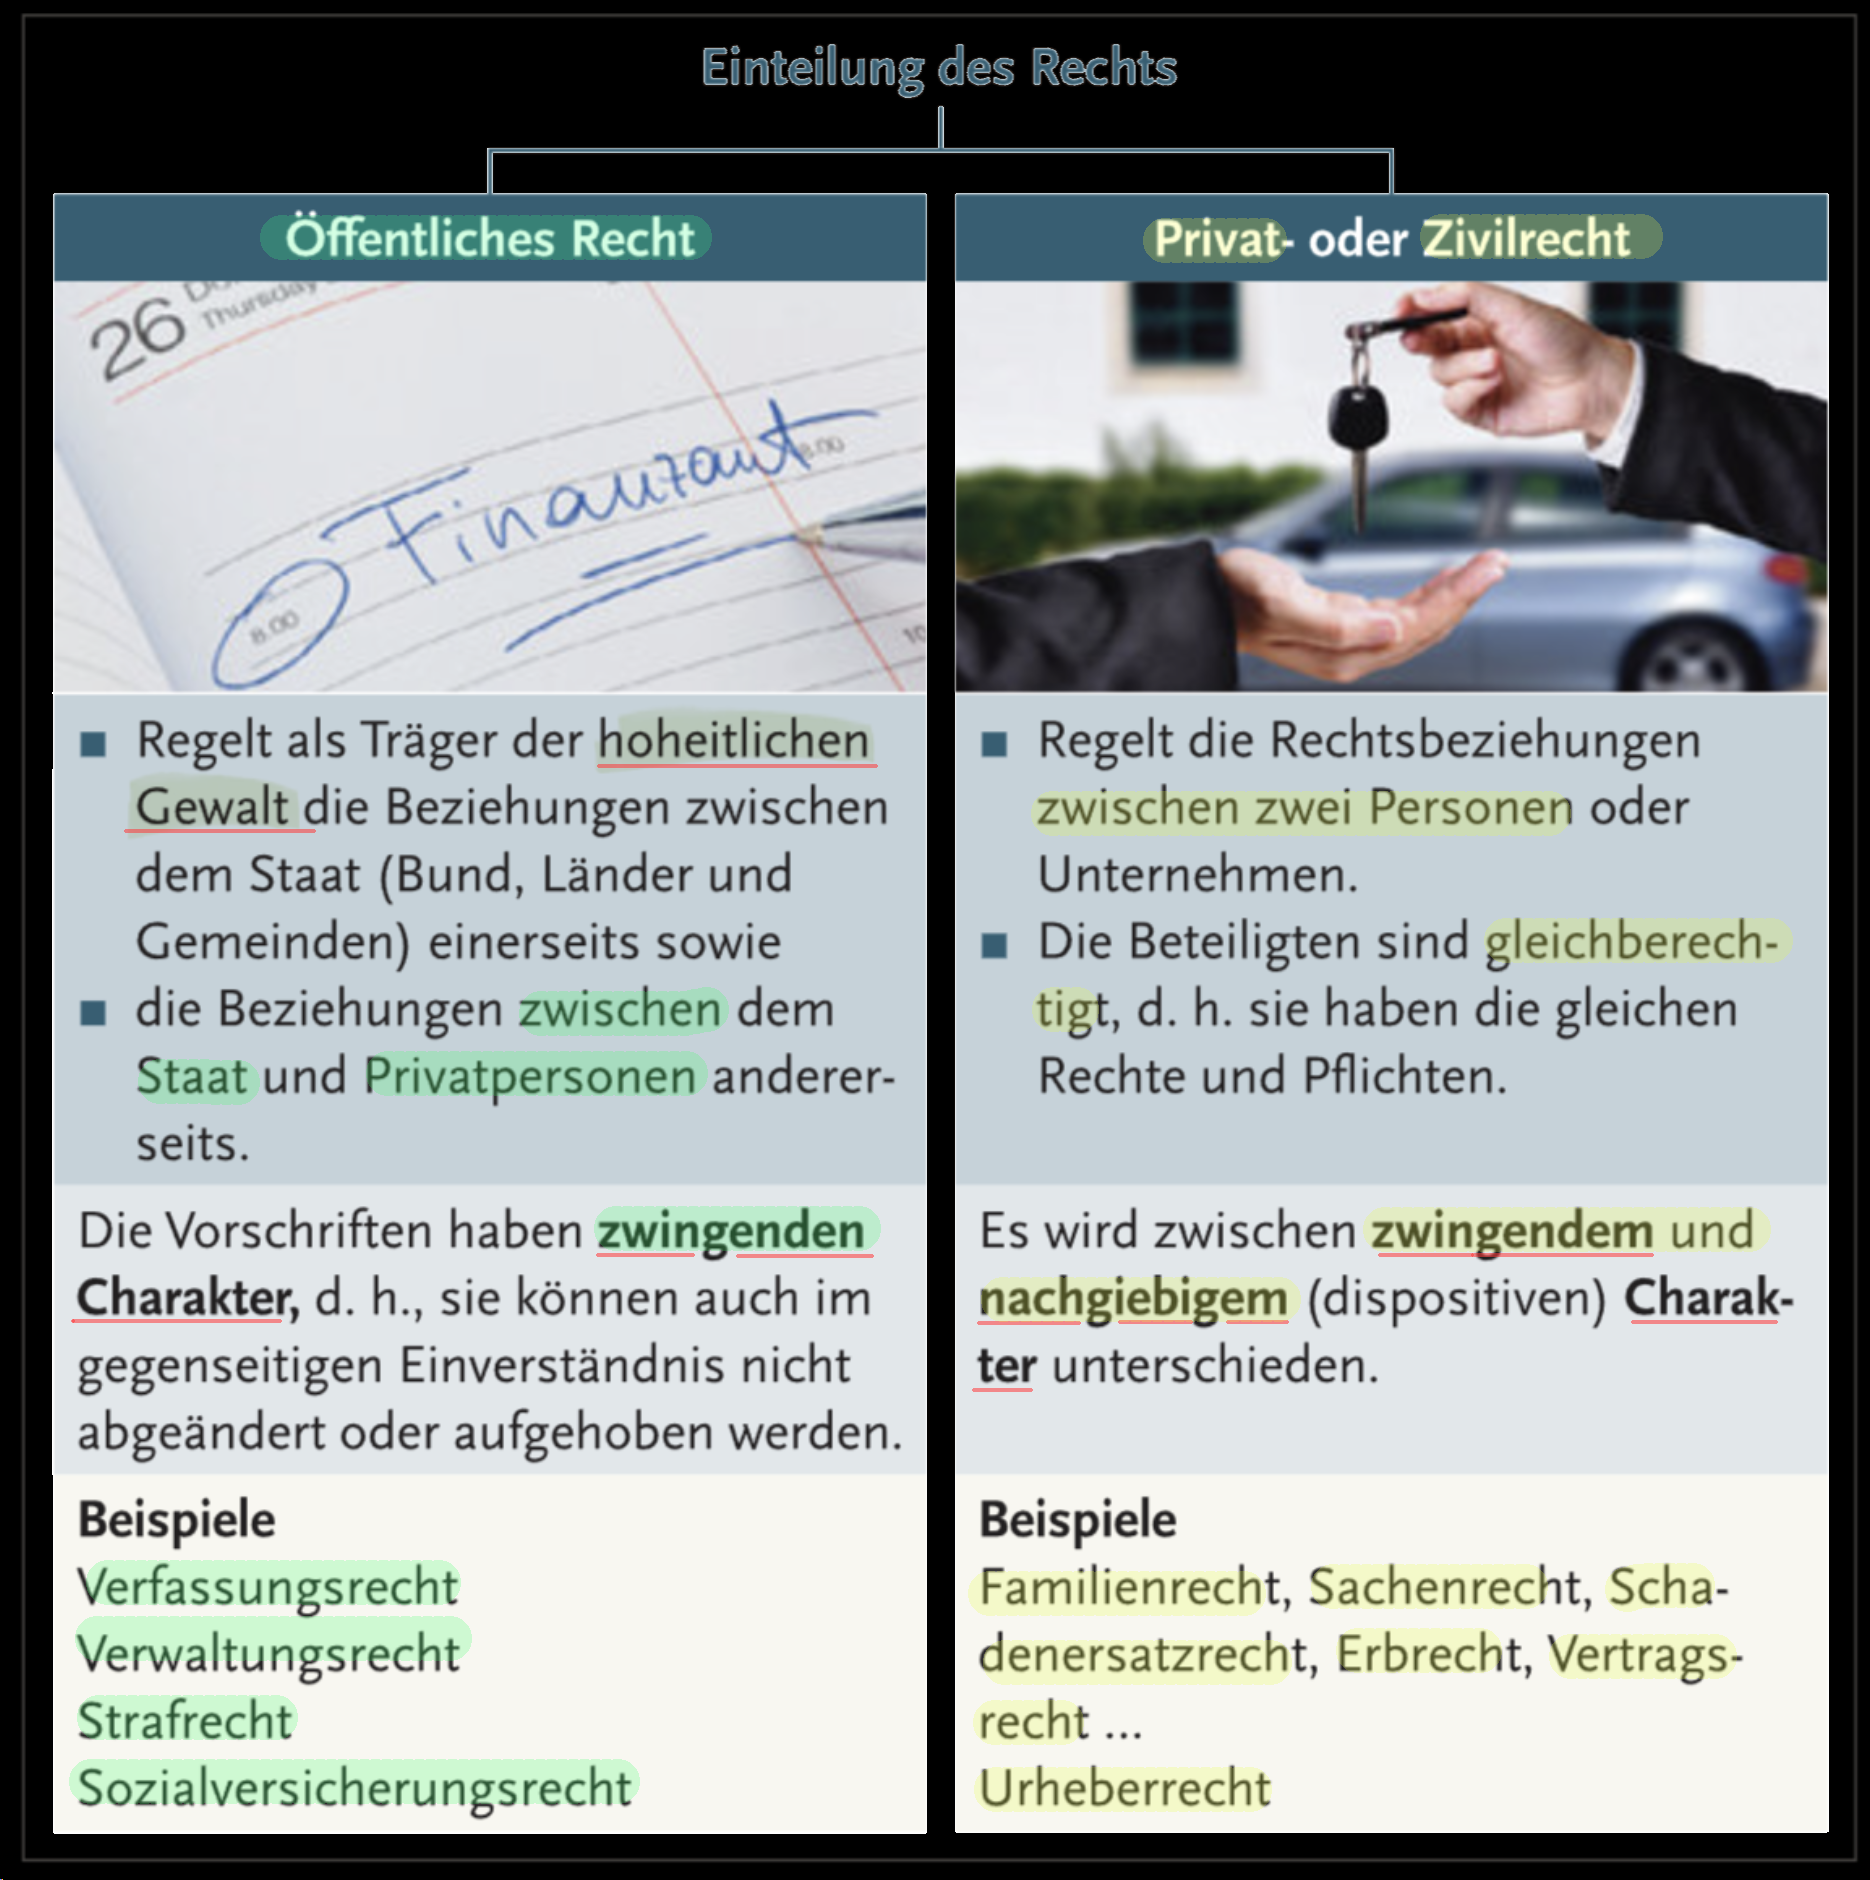 Einteilung des Rechts
Öffentliches Recht
26
Thursday
Finanzamt
8.00
8.00
10
Regelt als Träger der hoheitlichen
Gewalt die Beziehungen zwischen
dem Staat (Bund, Länder und
Gemeinden) einerseits sowie
die Beziehungen zwischen dem
Staat und Privatpersonen anderer-
seits.
Die Vorschriften haben zwingenden
Charakter, d. h., sie können auch im
gegenseitigen Einverständnis nicht
abgeändert oder aufgehoben werden.
Beispiele
Verfassungsrecht
Verwaltungsrecht
Strafrecht
Sozialversicherungsrecht
Privat- oder Zivilrecht
Regelt die Rechtsbeziehungen
zwischen zwei Personen oder
Unternehmen.
Die Beteiligten sind gleichberech-
tigt, d. h. sie haben die gleichen
Rechte und Pflichten.
Es wird zwischen zwingendem und
nachgiebigem (dispositiven) Charak-
ter unterschieden.
Beispiele
Familienrecht, Sachenrecht, Scha-
denersatzrecht, Erbrecht, Vertrags-
recht ...
Urheberrecht